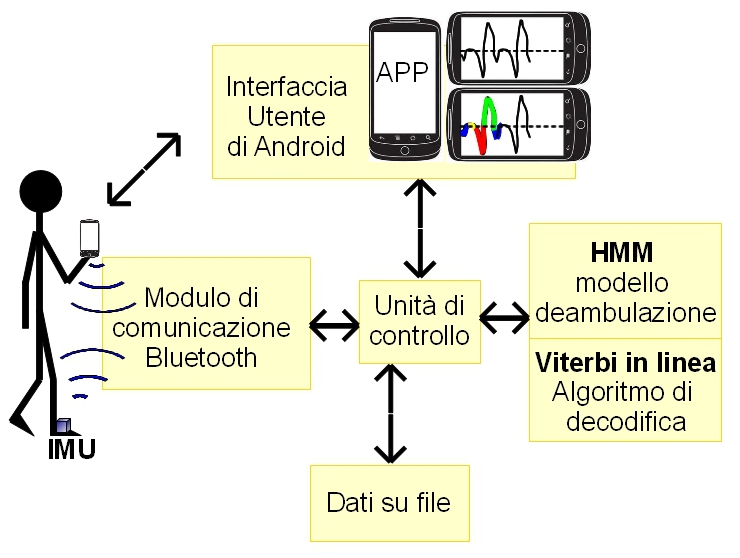 APP
Interfaccia
Utente
di Android
Modulo di
comunicazione
Bluetooth
Unità di
controllo
HMM
modello
deambulazione
Viterbi in linea
Algoritmo di
decodifica
IMU
Dati su file